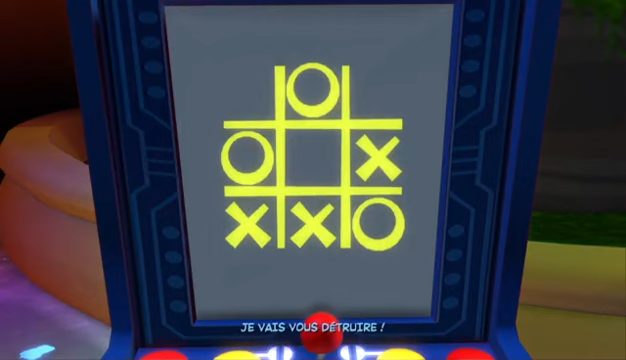 O
O X
X X O
JE VAIS VOUS DÉTRUIRE !